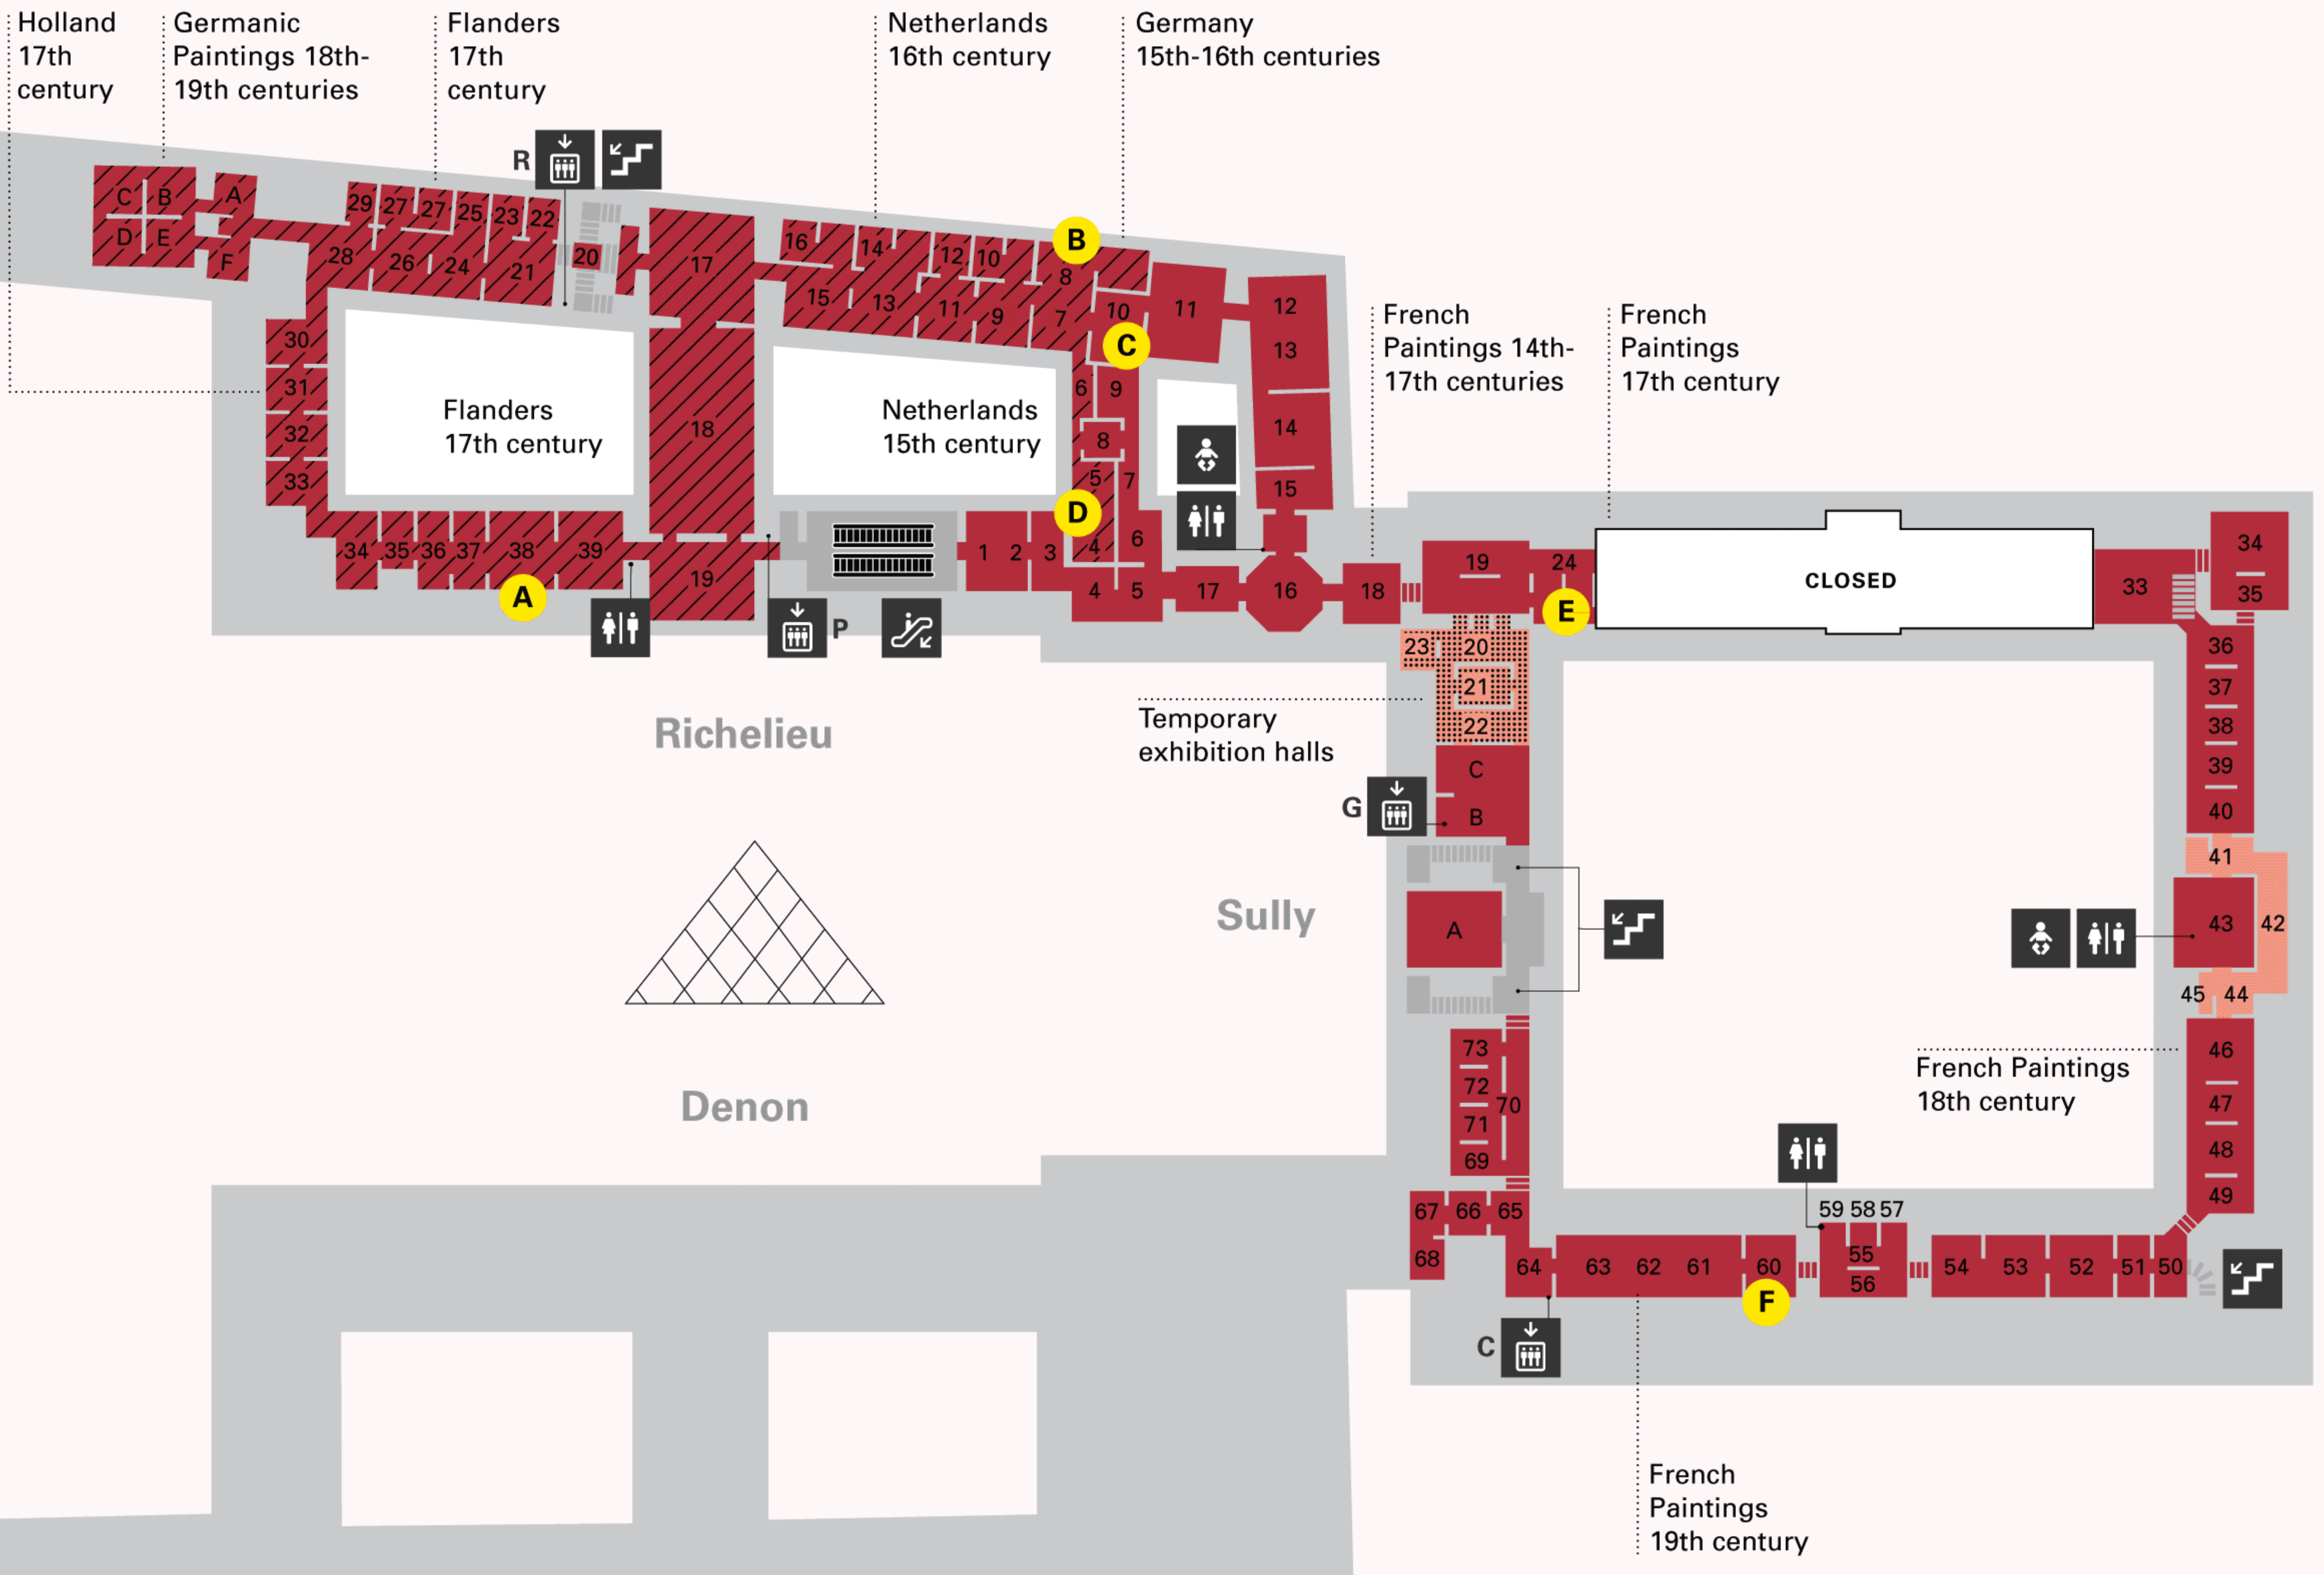 Holland
17th
century
Germanic
Paintings 18th-
19th centuries
Flanders
17th
century
Netherlands
16th century
Germany
15th-16th centuries
R
C B A
D E F
29 27 27 25 23 22
28 26 24 21 20
17
16 14 12 10 8
15 13 11 9 7
B
10 11
C
12
13
14
15
30
31
32
33
18
6 9
8
5 7
D
4 6
Flanders
17th century
Netherlands
15th century
34 35 36 37 38 39
A
19
1 2 3
4 5 17 16 18
P
French
Paintings 14th-
17th centuries
French
Paintings
17th century
19 24
E
CLOSED
33
34
35
23 20
21
22
Temporary
exhibition halls
C
B
G
A
36
37
38
39
40
41
43 42
45 44
46
47
48
49
French Paintings
18th century
Richelieu
Sully
Denon
73
72
71
70
69
67 66 65
68
64 63 62 61 60
F
59 58 57
55
56
54 53 52 51 50
C
French
Paintings
19th century